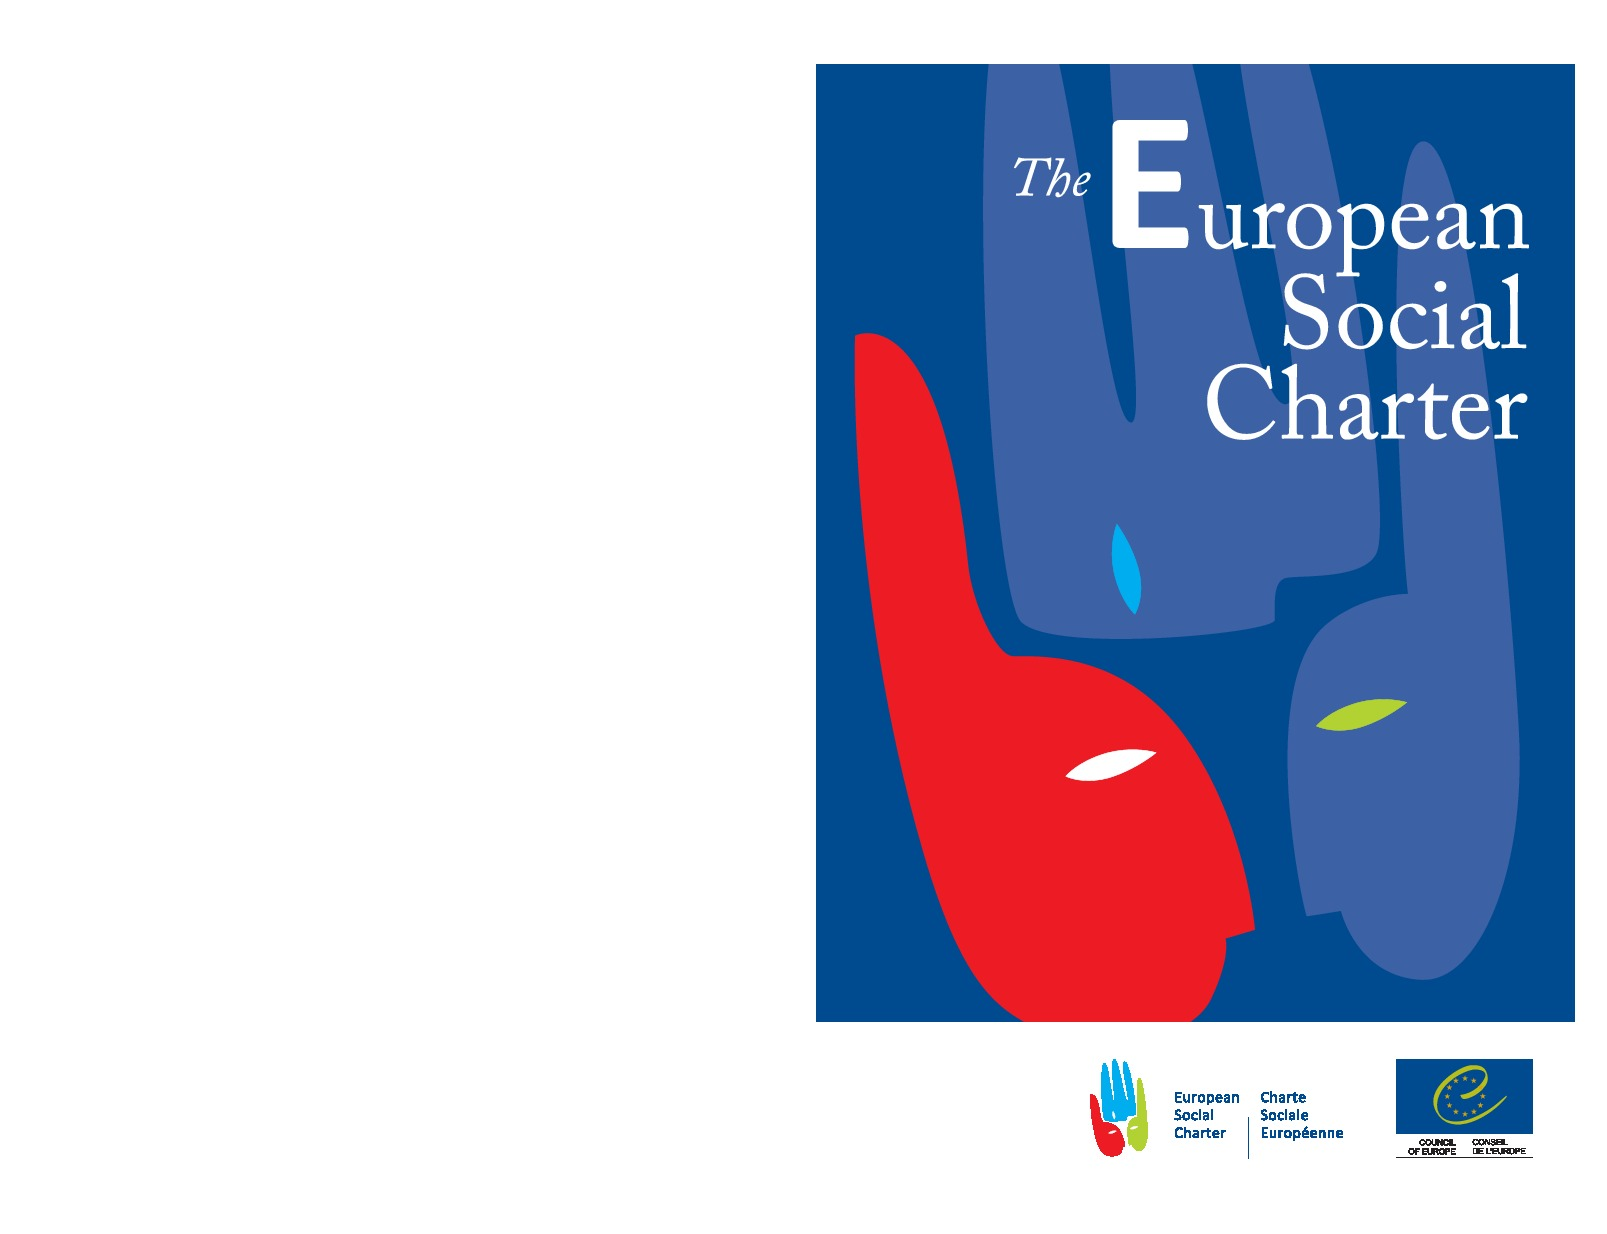 The European
Social
Charter
European
Social
Charter
Charte
Sociale
Européenne
COUNCIL
OF EUROPE
CONSEIL
DE L'EUROPE